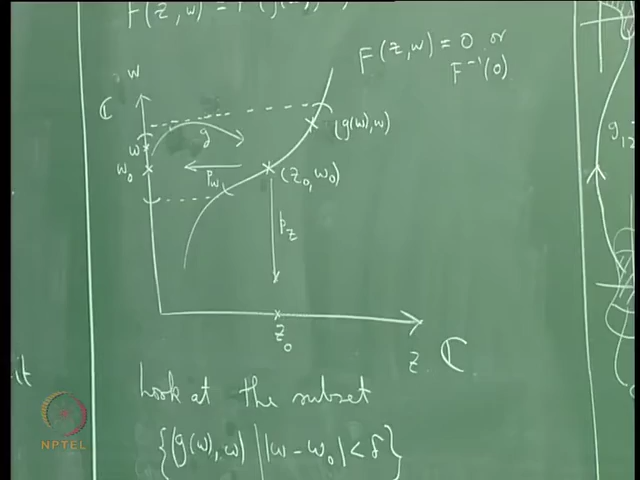 F(z,w) = 0 or
F⁻¹(0)
w
ℂ
g
(g(w), w)
w
w₀
p_w
(z₀, w₀)
p_z
z₀
z ℂ
it
Look at the subset
NPTEL
{(g(w), w) | |w - w₀| < δ}
g₁₂